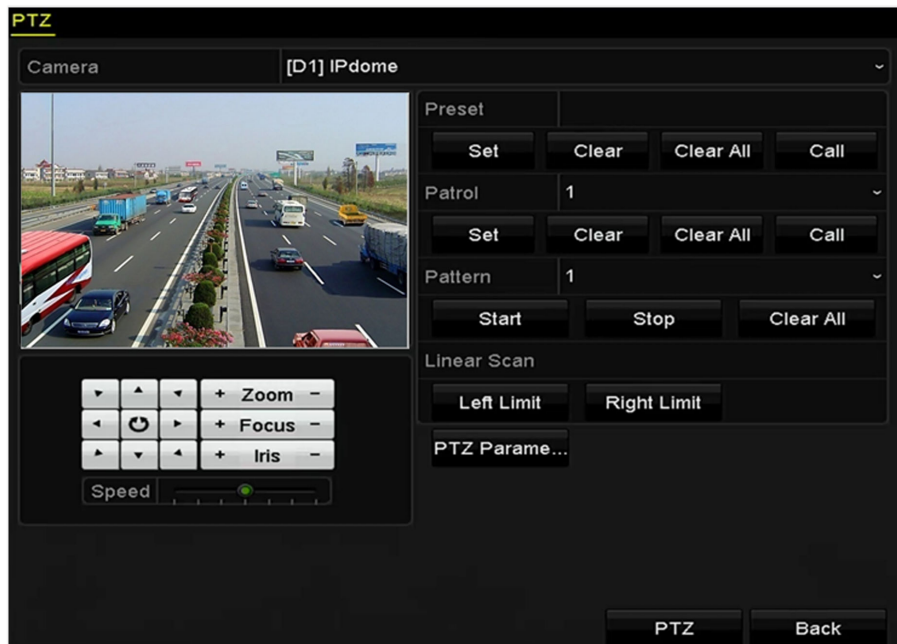 PTZ
Camera [D1] IPdome
Preset
Set Clear Clear All Call
Patrol 1
Set Clear Clear All Call
Pattern 1
Start Stop Clear All
Linear Scan
Left Limit Right Limit
PTZ Parame...
+ Zoom -
+ Focus -
+ Iris -
Speed
PTZ Back